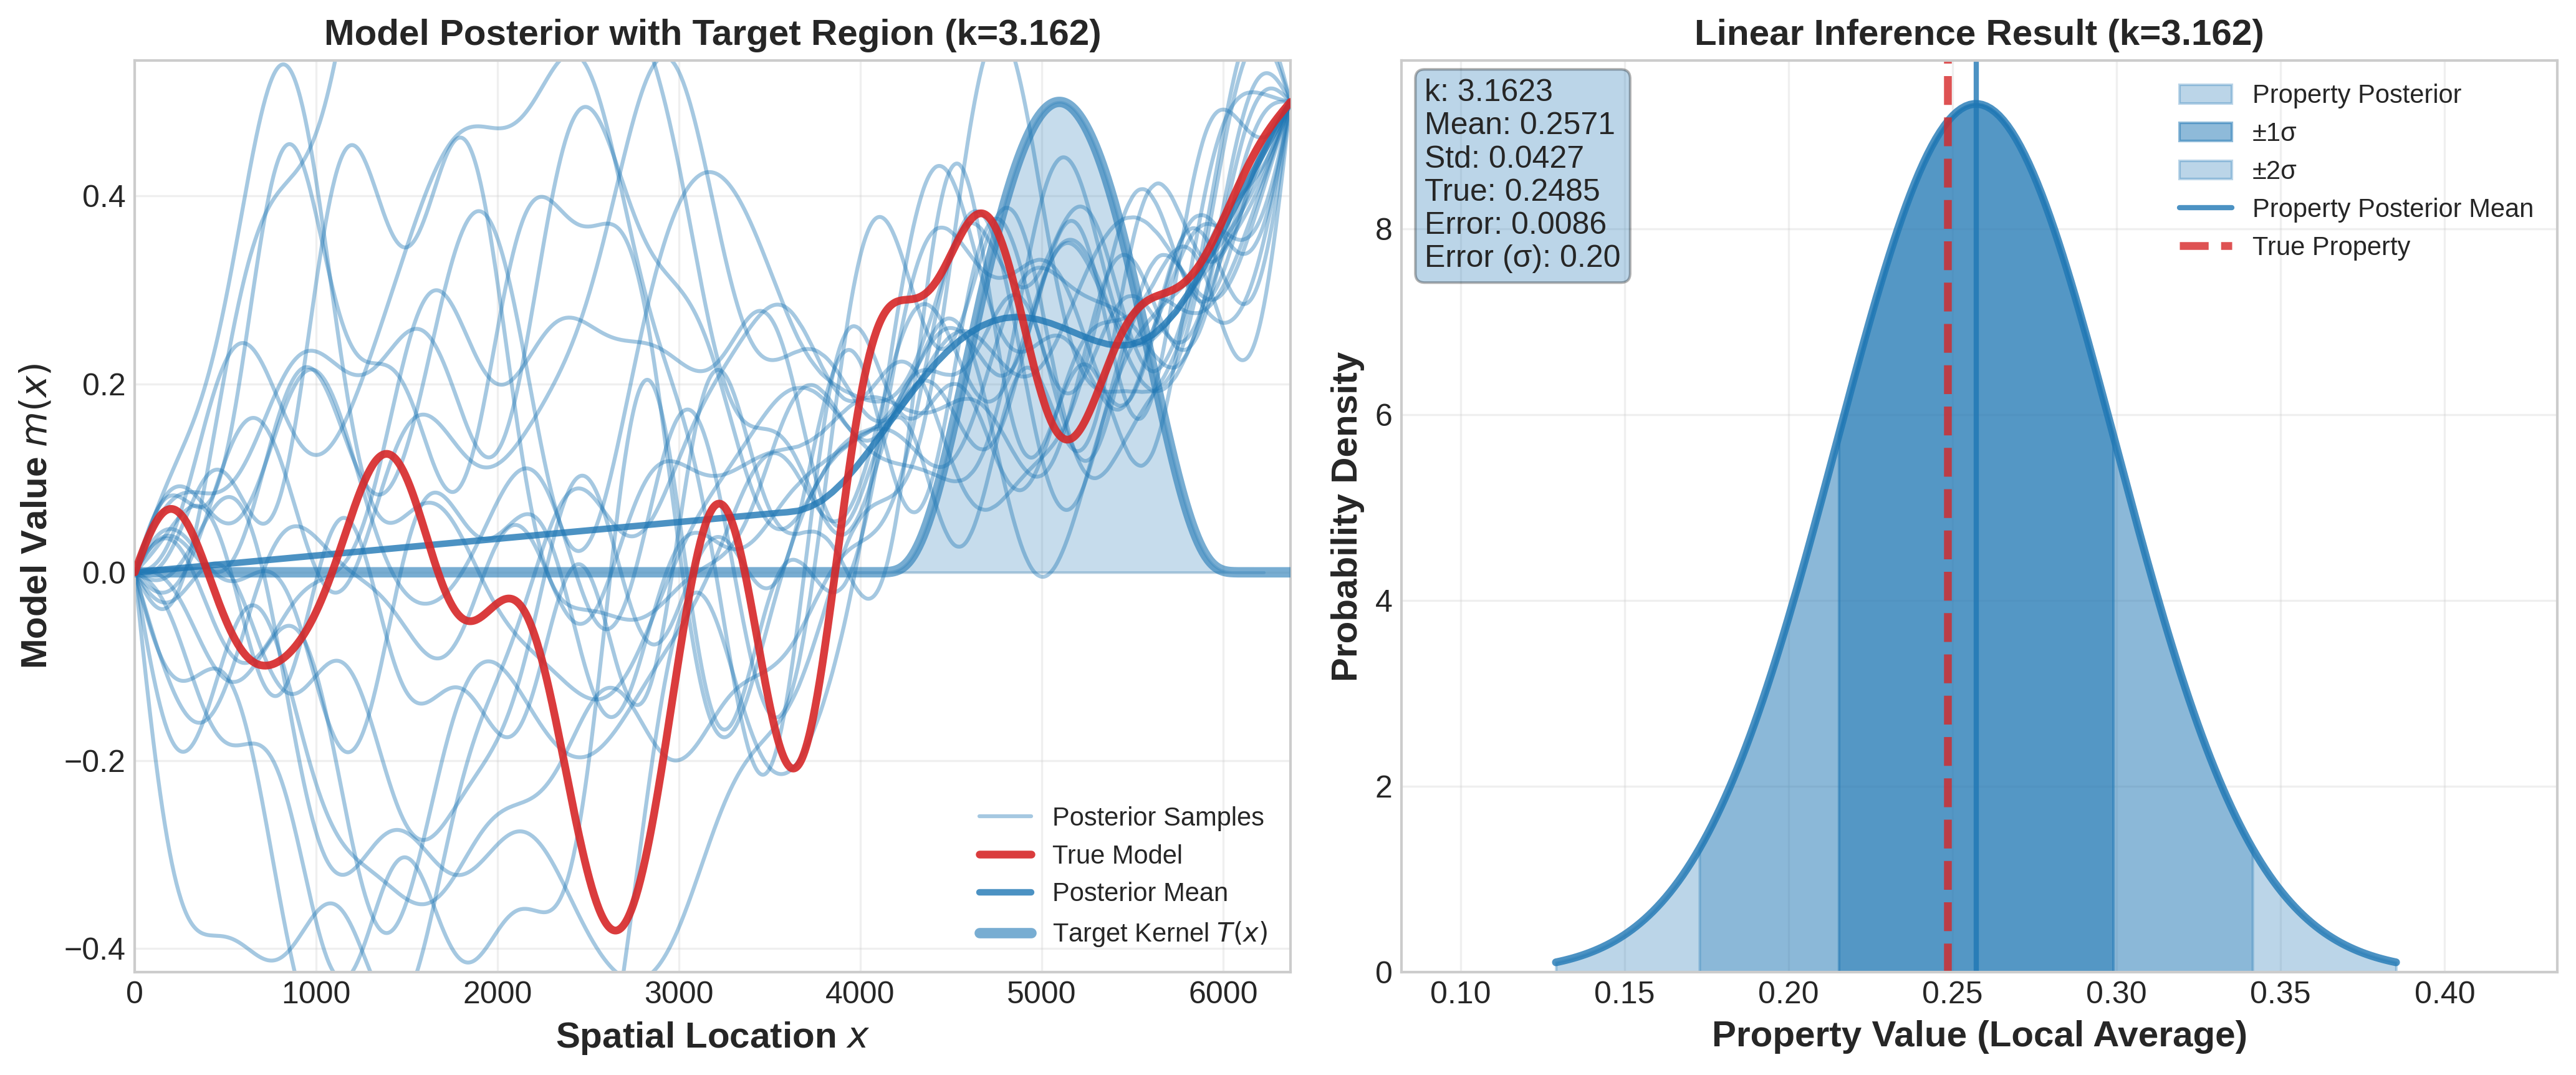 Model Posterior with Target Region (k=3.162)
Model Value m(x)
0.4
0.2
0.0
−0.2
−0.4
0 1000 2000 3000 4000 5000 6000
Spatial Location x
Posterior Samples
True Model
Posterior Mean
Target Kernel T(x)
Linear Inference Result (k=3.162)
Probability Density
8
6
4
2
0
0.10 0.15 0.20 0.25 0.30 0.35 0.40
Property Value (Local Average)
k: 3.1623
Mean: 0.2571
Std: 0.0427
True: 0.2485
Error: 0.0086
Error (σ): 0.20
Property Posterior
±1σ
±2σ
Property Posterior Mean
True Property